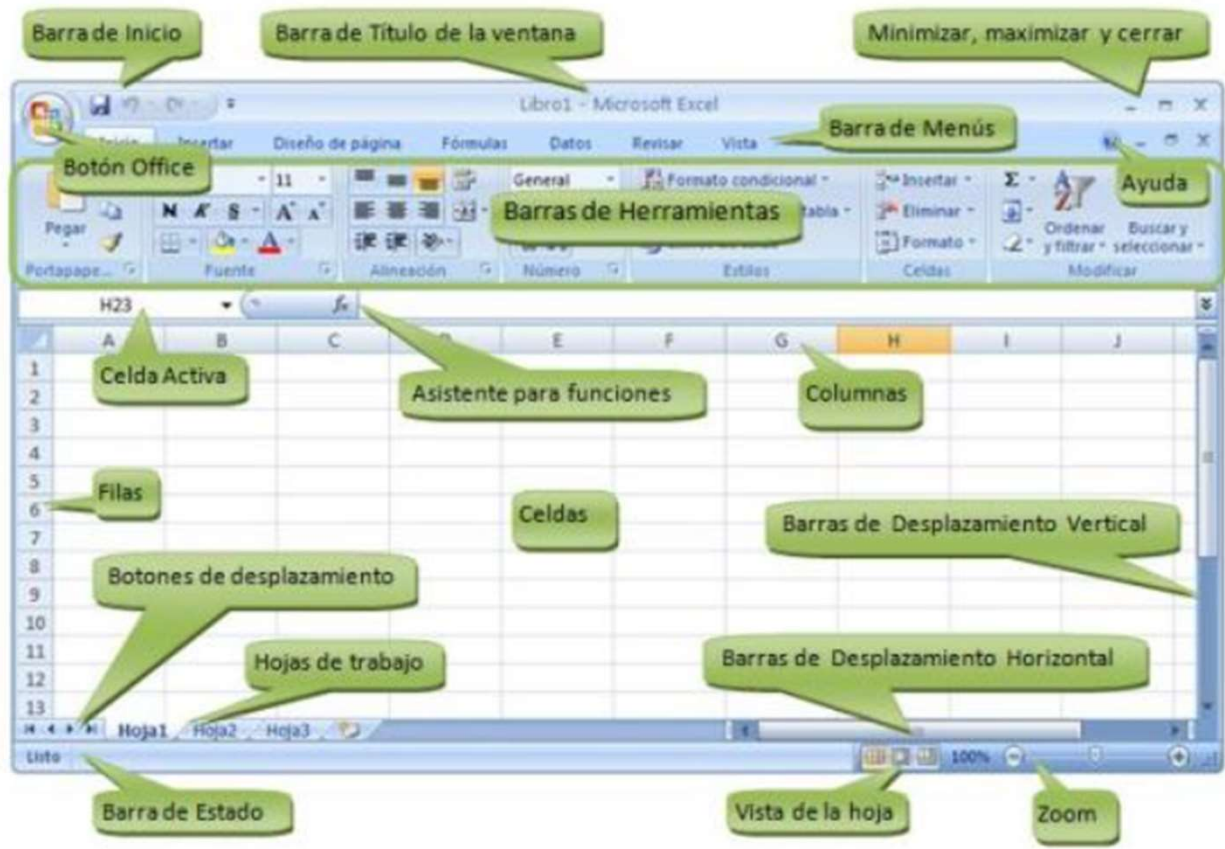 Barra de Inicio
Barra de Título de la ventana
Minimizar, maximizar y cerrar
Libro1 - Microsoft Excel
Inicio Insertar Diseño de página Fórmulas Datos Revisar Vista
Barra de Menús
Botón Office
Ayuda
11
General
Formato condicional
Insertar
Σ
Barras de Herramientas
N K S
A A
tabla
Eliminar
Pegar
A
Formato
Ordenar y filtrar
Buscar y seleccionar
Portapape... Fuente Alineación Número Estilos Celdas Modificar
H23
fx
A B C E F G H I J
Celda Activa
Asistente para funciones
Columnas
1
2
3
4
5
6
7
8
9
10
11
12
13
Filas
Celdas
Barras de Desplazamiento Vertical
Botones de desplazamiento
Hojas de trabajo
Barras de Desplazamiento Horizontal
Hoja1 Hoja2 Hoja3
Listo
100%
Barra de Estado
Vista de la hoja
Zoom